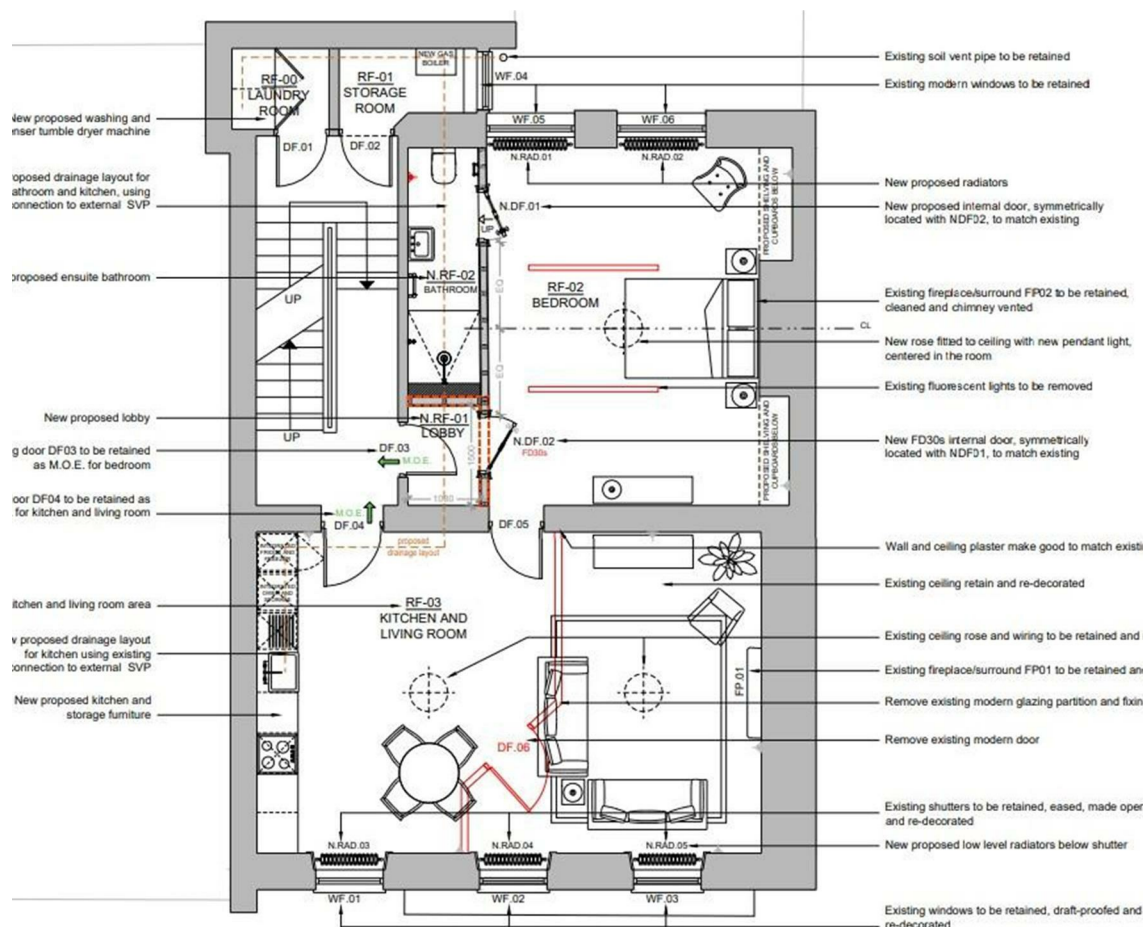 NEW GAS
BOILER
RF-00
LAUNDRY
ROOM
RF-01
STORAGE
ROOM
WF.04
WF.05
WF.06
DF.01
DF.02
N.RAD.01
N.RAD.02
N.DF.01
UP
EQ
PROPOSED SHELVING AND
CUPBOARDS BELOW
N.RF-02
BATHROOM
RF-02
BEDROOM
UP
CL
EQ
UP
N.RF-01
LOBBY
DF.03
M.O.E.
1500
1080
N.DF.02
FD30s
PROPOSED SHELVING AND
CUPBOARDS BELOW
M.O.E.
DF.04
DF.05
proposed
drainage layout
RF-03
KITCHEN AND
LIVING ROOM
FP.01
DF.06
N.RAD.03
N.RAD.04
N.RAD.05
WF.01
WF.02
WF.03
New proposed washing and
tumble dryer machine
drainage layout for
and kitchen, using
connection to external SVP
proposed ensuite bathroom
New proposed lobby
door DF03 to be retained
as M.O.E. for bedroom
DF04 to be retained as
for kitchen and living room
and living room area
proposed drainage layout
for kitchen using existing
connection to external SVP
New proposed kitchen and
storage furniture
Existing soil vent pipe to be retained
Existing modern windows to be retained
New proposed radiators
New proposed internal door, symmetrically
located with NDF02, to match existing
Existing fireplace/surround FP02 to be retained,
cleaned and chimney vented
New rose fitted to ceiling with new pendant light,
centered in the room
Existing fluorescent lights to be removed
New FD30s internal door, symmetrically
located with NDF01, to match existing
Wall and ceiling plaster make good to match
Existing ceiling retain and re-decorated
Existing ceiling rose and wiring to be retained and
Existing fireplace/surround FP01 to be retained
Remove existing modern glazing partition and
Remove existing modern door
Existing shutters to be retained, eased, made
and re-decorated
New proposed low level radiators below shutter
Existing windows to be retained, draft-proofed and
re-decorated